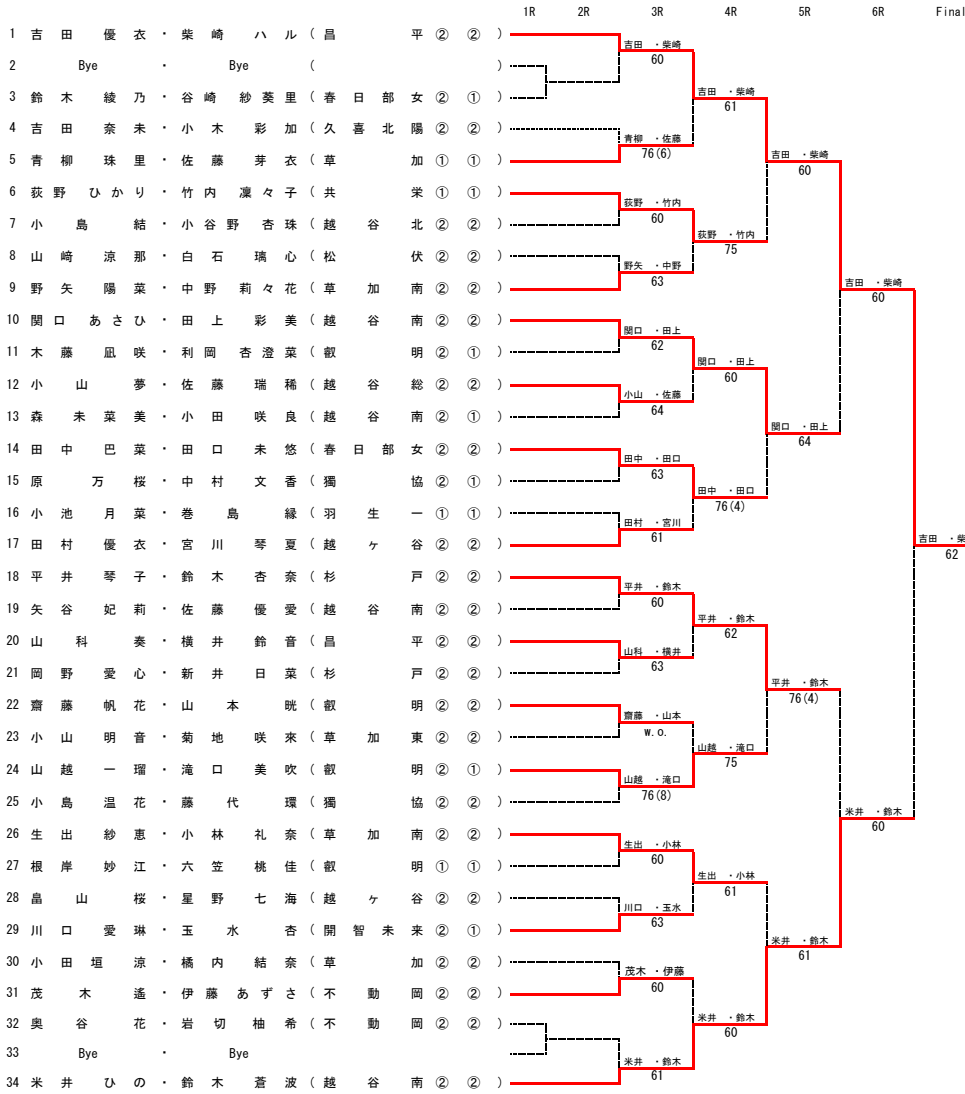 1R 2R 3R 4R 5R 6R Final
1 吉田 優衣・柴崎ハル(昌 平②②)
2 Bye ・ Bye ( )
3 鈴木 綾乃・谷崎紗葵里(春日部女②①)
4 吉田 奈未・小木彩加(久喜北陽②②)
5 青柳 珠里・佐藤芽衣(草 加①①)
6 荻野ひかり・竹内凜々子(共 栄①①)
7 小島 結・小谷野杏珠(越谷北②②)
8 山﨑涼那・白石璃心(松 伏②②)
9 野矢陽菜・中野莉々花(草加南②②)
10 関口あさひ・田上彩美(越谷南②②)
11 木藤凪咲・利岡杏澄菜(叡 明②①)
12 小山 夢・佐藤瑞稀(越谷総②②)
13 森未菜美・小田咲良(越谷南②①)
14 田中巴菜・田口未悠(春日部女②②)
15 原 万桜・中村文香(獨 協②①)
16 小池月菜・巻島 縁(羽生一①①)
17 田村優衣・宮川琴夏(越ヶ谷②②)
18 平井琴子・鈴木杏奈(杉 戸②②)
19 矢谷妃莉・佐藤優愛(越谷南②②)
20 山科 奏・横井鈴音(昌 平②②)
21 岡野愛心・新井日菜(杉 戸②②)
22 齋藤帆花・山本 晄(叡 明②②)
23 小山明音・菊地咲來(草加東②②)
24 山越一瑠・滝口美吹(叡 明②①)
25 小島温花・藤代 環(獨 協②②)
26 生出紗恵・小林礼奈(草加南②②)
27 根岸妙江・六笠桃佳(叡 明①①)
28 畠山 桜・星野七海(越ヶ谷②②)
29 川口愛琳・玉水 杏(開智未来②①)
30 小田垣 涼・橘内結奈(草 加②②)
31 茂木 遙・伊藤あずさ(不動岡②②)
32 奥谷 花・岩切柚希(不動岡②②)
33 Bye ・ Bye
34 米井ひの・鈴木蒼波(越谷南②②)
吉田 ・柴崎
60
青柳 ・佐藤
76(6)
荻野 ・竹内
60
野矢 ・中野
63
関口 ・田上
62
小山 ・佐藤
64
田中 ・田口
63
田村 ・宮川
61
平井 ・鈴木
60
山科 ・横井
63
齋藤 ・山本
w.o.
山越 ・滝口
76(8)
生出 ・小林
60
川口 ・玉水
63
茂木 ・伊藤
60
米井 ・鈴木
61
吉田 ・柴崎
61
荻野 ・竹内
75
関口 ・田上
60
田中 ・田口
76(4)
平井 ・鈴木
62
山越 ・滝口
75
生出 ・小林
61
米井 ・鈴木
60
吉田 ・柴崎
60
関口 ・田上
64
平井 ・鈴木
76(4)
米井 ・鈴木
61
吉田 ・柴崎
60
米井 ・鈴木
60
吉田 ・柴
62